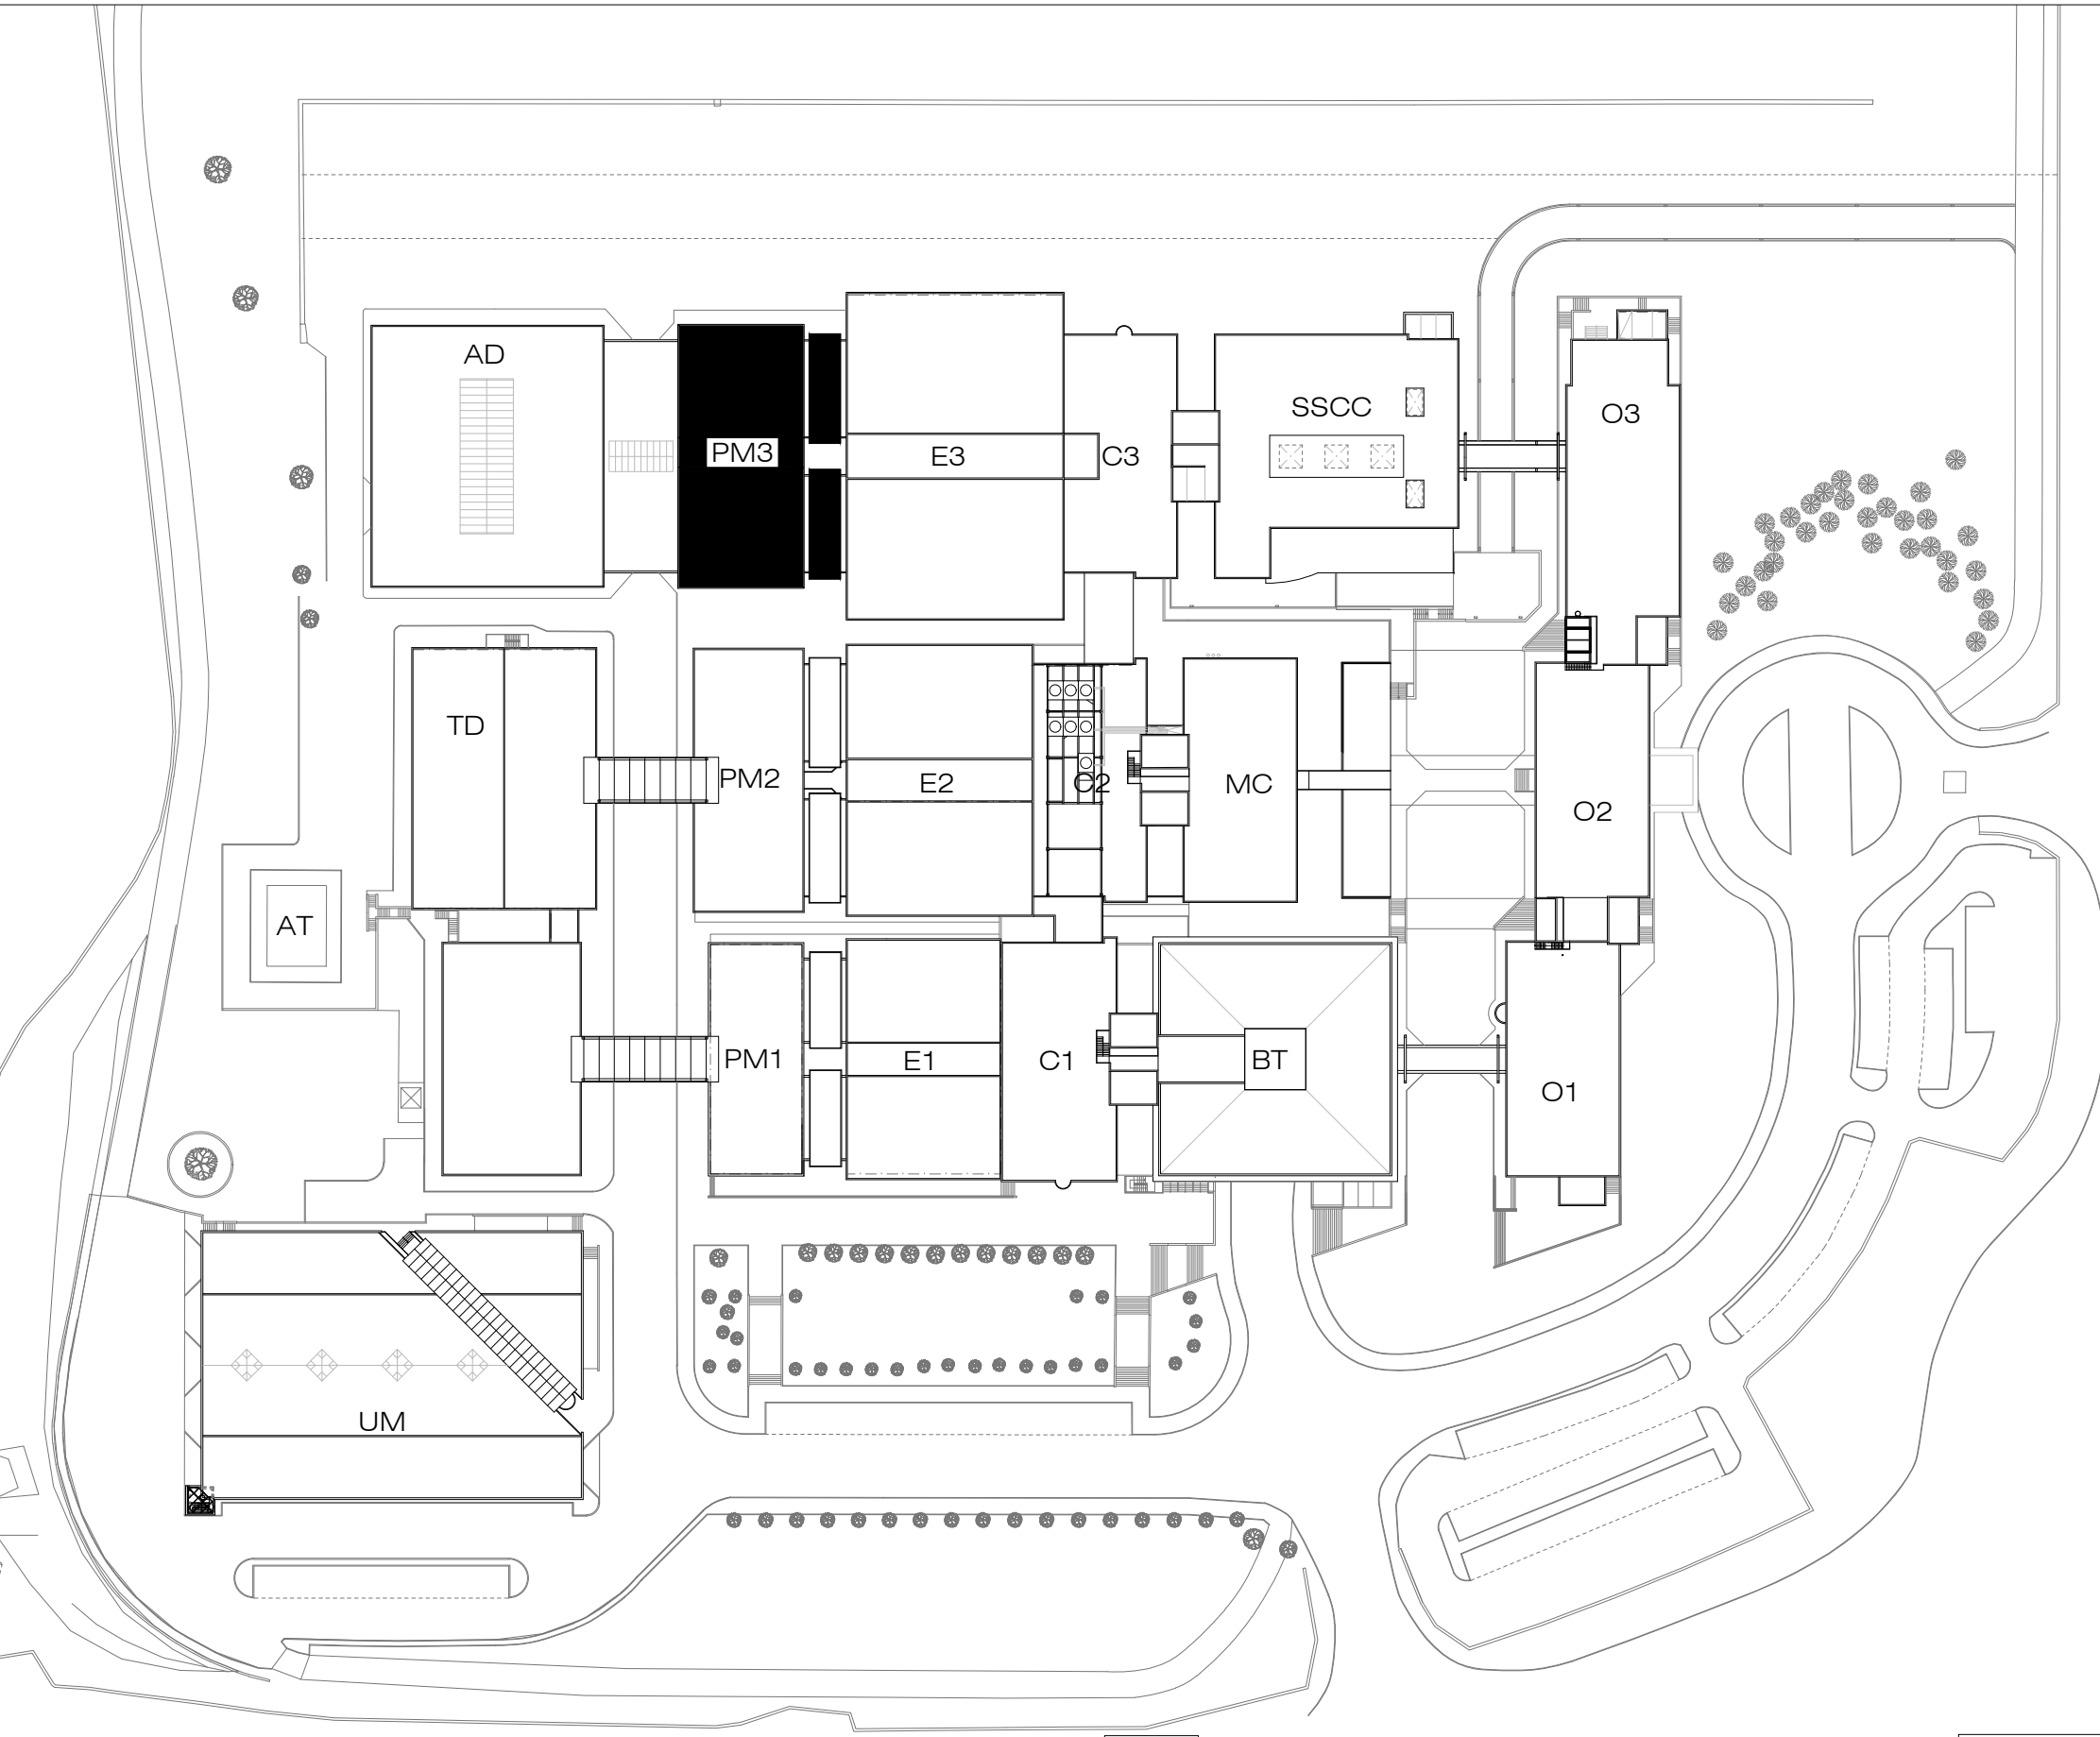 AD
PM3
E3
C3
SSCC
O3
TD
PM2
E2
C2
MC
O2
AT
PM1
E1
C1
BT
O1
UM